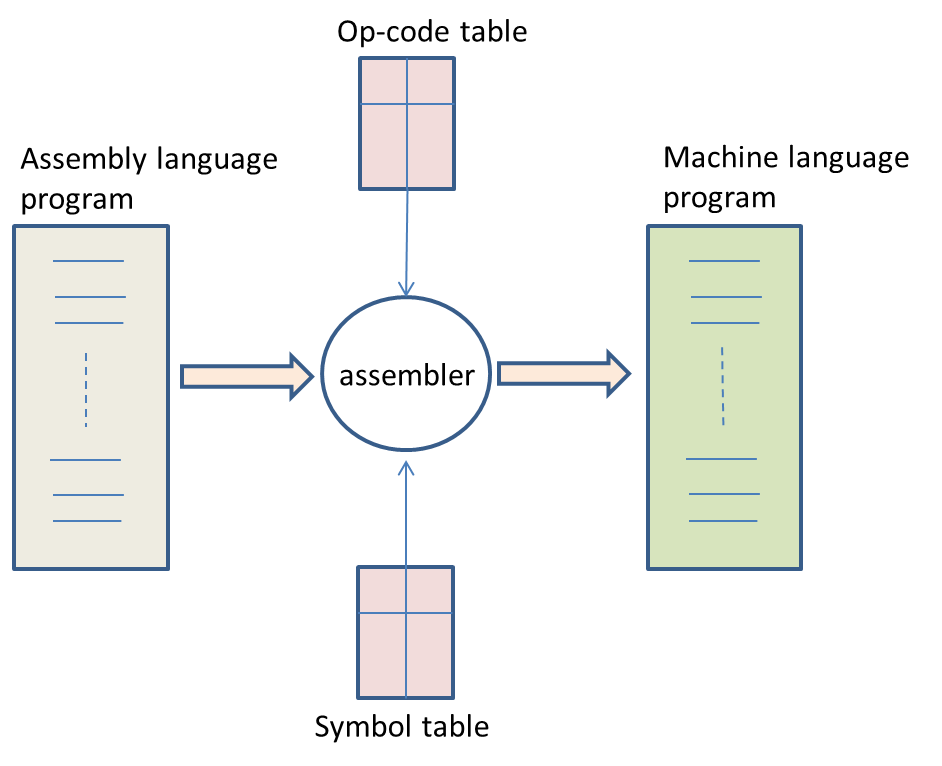 Op-code table
Assembly language
program
Machine language
program
assembler
Symbol table